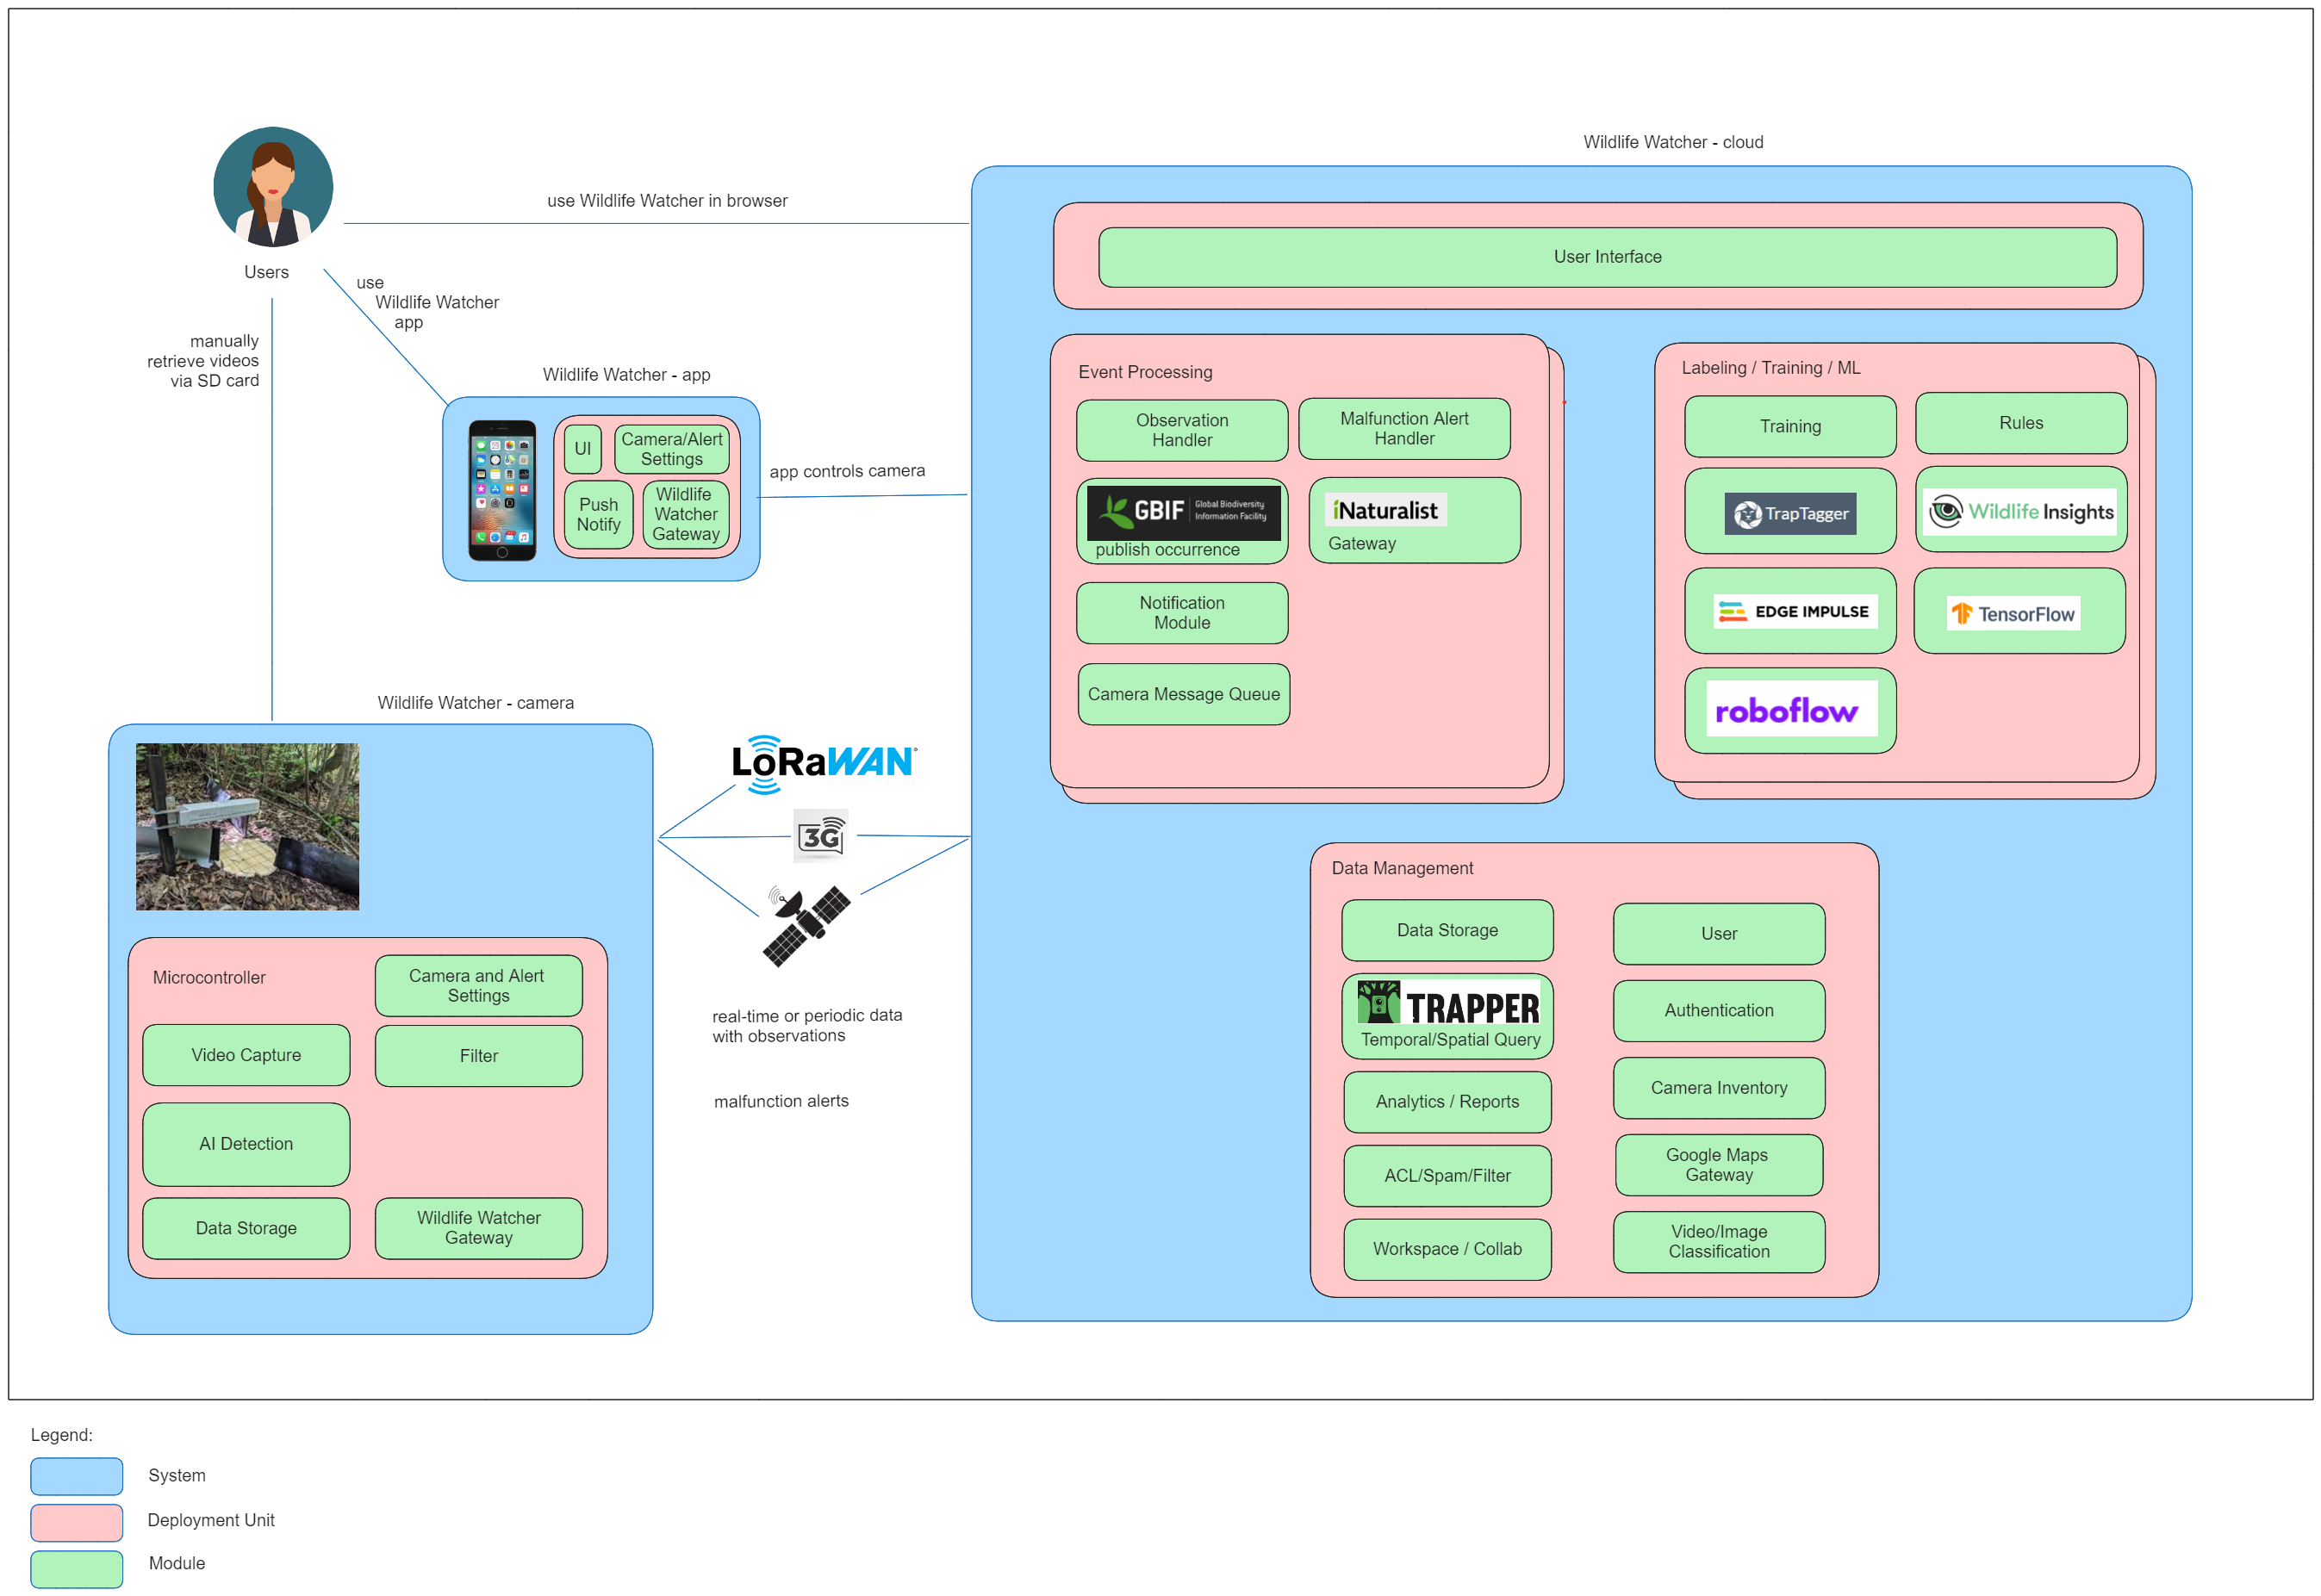 Wildlife Watcher - cloud
use Wildlife Watcher in browser
Users
use
Wildlife Watcher
app
manually
retrieve videos
via SD card
Wildlife Watcher - app
UI
Camera/Alert
Settings
Push
Notify
Wildlife
Watcher
Gateway
app controls camera
User Interface
Event Processing
Observation
Handler
Malfunction Alert
Handler
GBIF
Global Biodiversity
Information Facility
publish occurrence
iNaturalist
Gateway
Notification
Module
Camera Message Queue
Labeling / Training / ML
Training
Rules
TrapTagger
Wildlife Insights
EDGE IMPULSE
TensorFlow
roboflow
Wildlife Watcher - camera
LoRaWAN
3G
real-time or periodic data
with observations
malfunction alerts
Microcontroller
Camera and Alert
Settings
Video Capture
Filter
AI Detection
Data Storage
Wildlife Watcher
Gateway
Data Management
Data Storage
User
TRAPPER
Temporal/Spatial Query
Authentication
Analytics / Reports
Camera Inventory
ACL/Spam/Filter
Google Maps
Gateway
Workspace / Collab
Video/Image
Classification
Legend:
System
Deployment Unit
Module